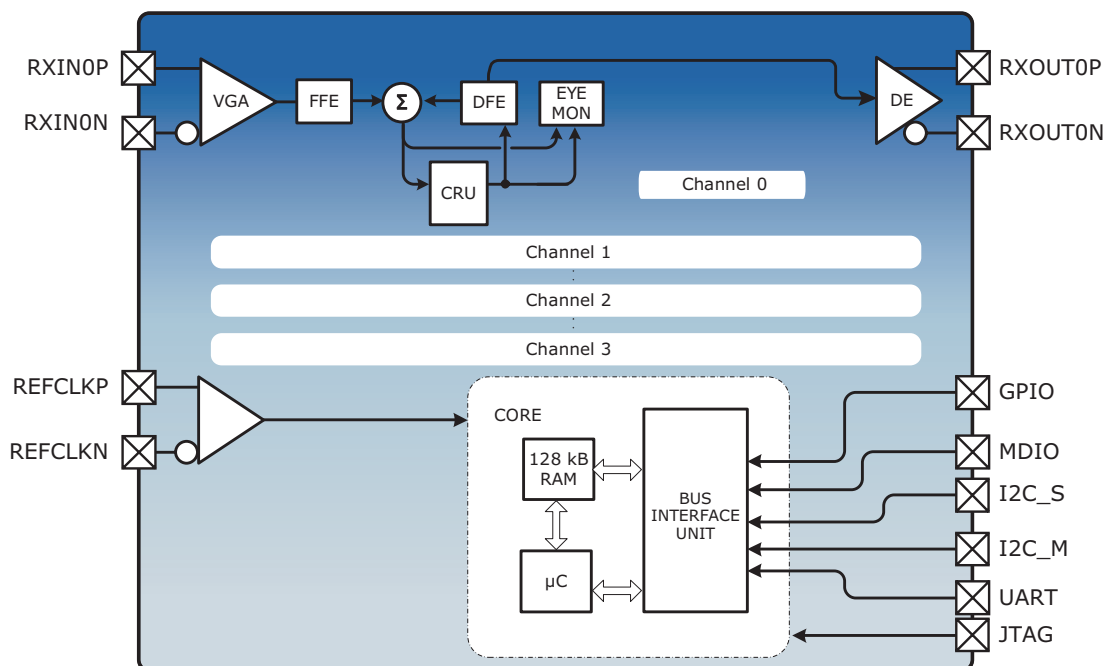 RXIN0P
RXIN0N
VGA
FFE
Σ
DFE
EYE
MON
CRU
DE
RXOUT0P
RXOUT0N
Channel 0
Channel 1
Channel 2
Channel 3
REFCLKP
REFCLKN
CORE
128 kB
RAM
µC
BUS
INTERFACE
UNIT
GPIO
MDIO
I2C_S
I2C_M
UART
JTAG